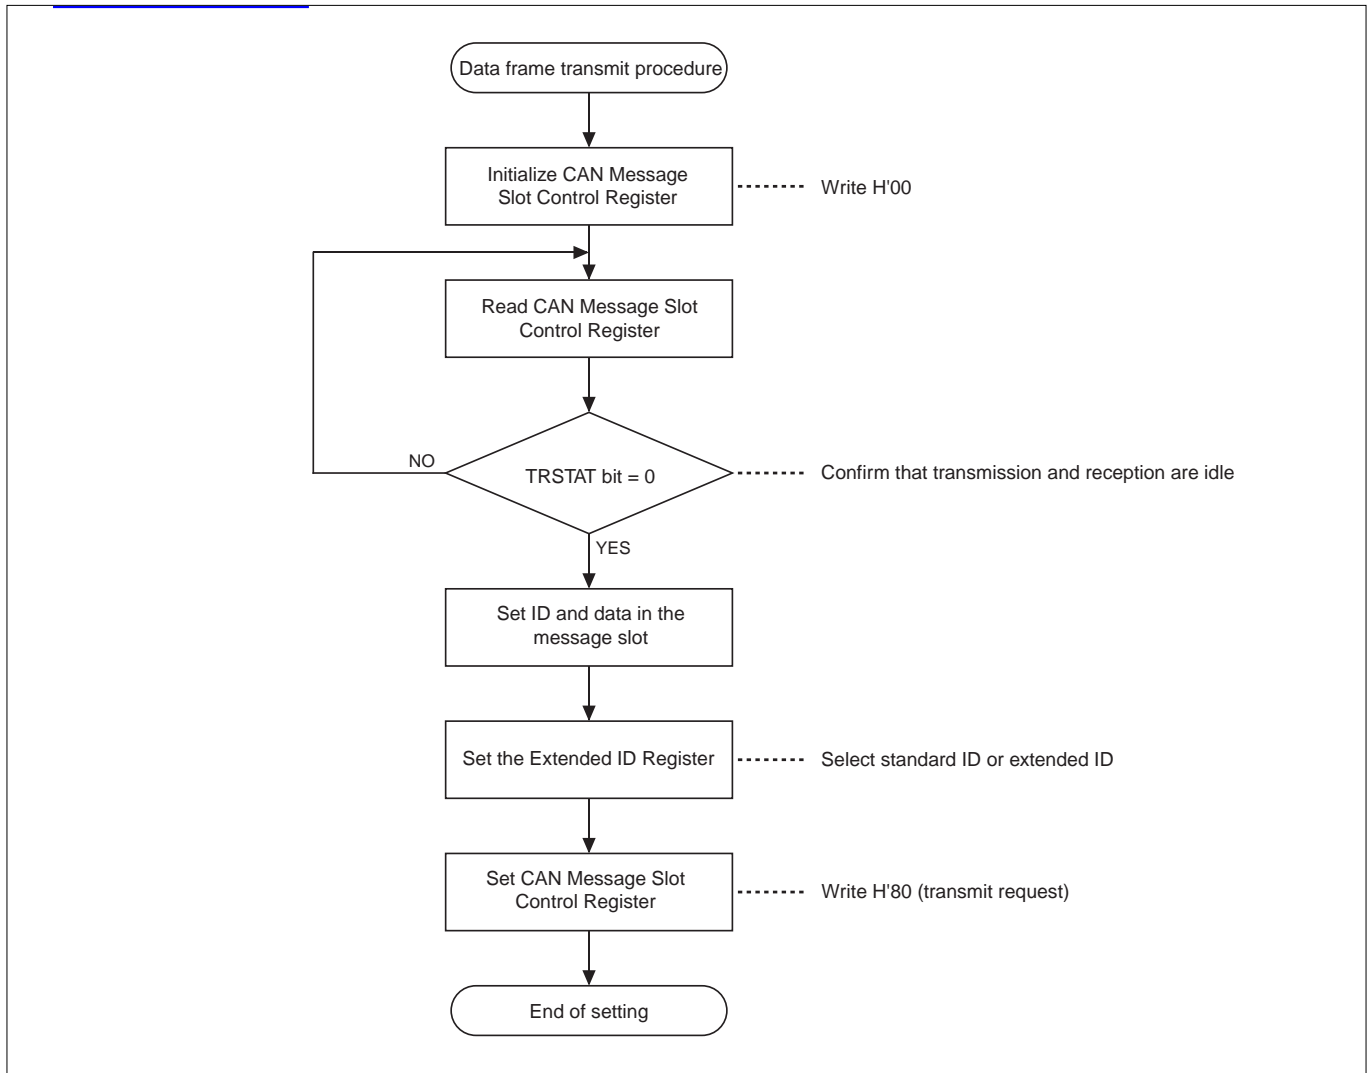 Data frame transmit procedure
Initialize CAN Message
Slot Control Register
Write H'00
Read CAN Message Slot
Control Register
NO
TRSTAT bit = 0
Confirm that transmission and reception are idle
YES
Set ID and data in the
message slot
Set the Extended ID Register
Select standard ID or extended ID
Set CAN Message Slot
Control Register
Write H'80 (transmit request)
End of setting